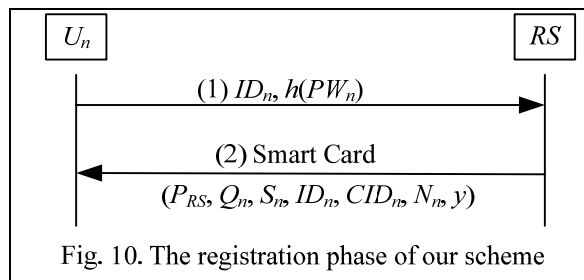 Uₙ RS
(1) IDₙ, h(PWₙ)
(2) Smart Card
(P_RS, Qₙ, Sₙ, IDₙ, CIDₙ, Nₙ, y)
Fig. 10. The registration phase of our scheme